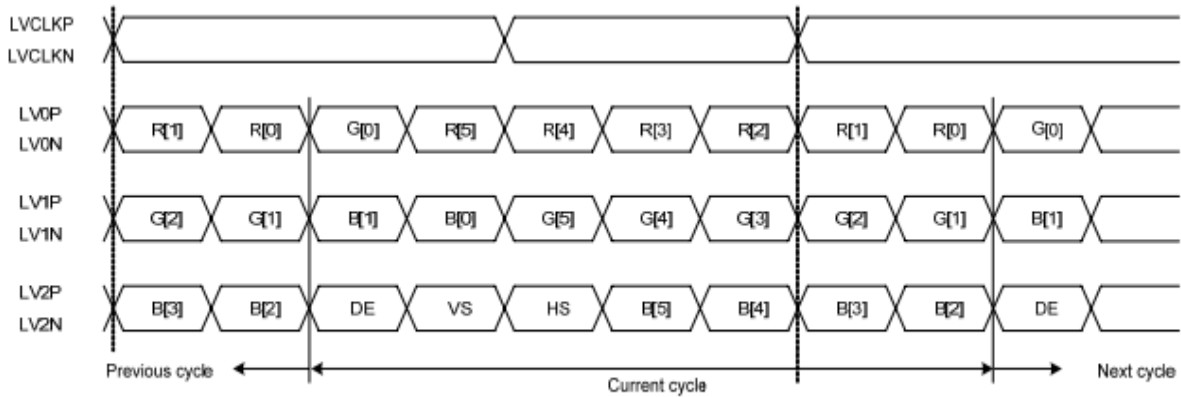 LVCLKP
LVCLKN
LV0P
LV0N
R[1] R[0] G[0] R[5] R[4] R[3] R[2] R[1] R[0] G[0]
LV1P
LV1N
G[2] G[1] B[1] B[0] G[5] G[4] G[3] G[2] G[1] B[1]
LV2P
LV2N
B[3] B[2] DE VS HS B[5] B[4] B[3] B[2] DE
Previous cycle Current cycle Next cycle